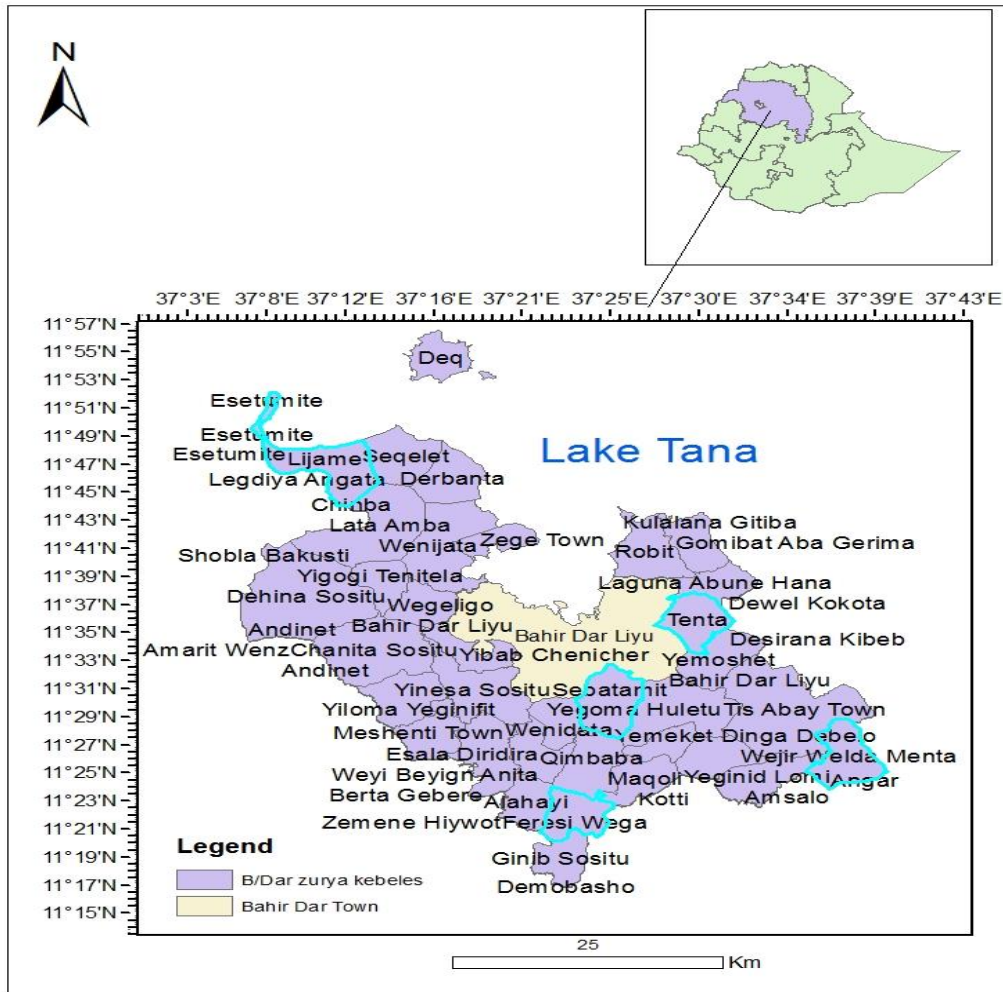 N
37°3'E 37°8'E 37°12'E 37°16'E 37°21'E 37°25'E 37°30'E 37°34'E 37°39'E 37°43'E
11°57'N
11°55'N
11°53'N
11°51'N
11°49'N
11°47'N
11°45'N
11°43'N
11°41'N
11°39'N
11°37'N
11°35'N
11°33'N
11°31'N
11°29'N
11°27'N
11°25'N
11°23'N
11°21'N
11°19'N
11°17'N
11°15'N
Deq
Esetumite
Esetumite
Lake Tana
Esetumite Lijame Seqelet
Legdiya Angata Derbanta
Chinba
Lata Amba
Kulalana Gitiba
Wenijata Zege Town
Robit Gomibat Aba Gerima
Shobla Bakusti
Yigogi Tenitela
Laguna Abune Hana
Dehina Sositu
Wegeligo
Dewel Kokota
Tenta
Andinet
Bahir Dar Liyu
Bahir Dar Liyu
Desirana Kibeb
Amarit Wenz Chanita Sositu
Yibab Chenicher
Yemoshet
Andinet
Bahir Dar Liyu
Yinesa Sositu Sebatamit
Yiloma Yeginifit
Yegoma Huletu Tis Abay Town
Meshenti Town
Wenidata
Yemeket Dinga Debelo
Esala Diridira
Qimbaba
Wejir Welda Menta
Weyi Beyign Anita
Maqoli
Yeginid Lomi
Angar
Berta Gebere
Alahayi
Kotti
Amsalo
Zemene Hiywot
Feresi Wega
Ginib Sositu
Demobasho
Legend
B/Dar zurya kebeles
Bahir Dar Town
25
Km